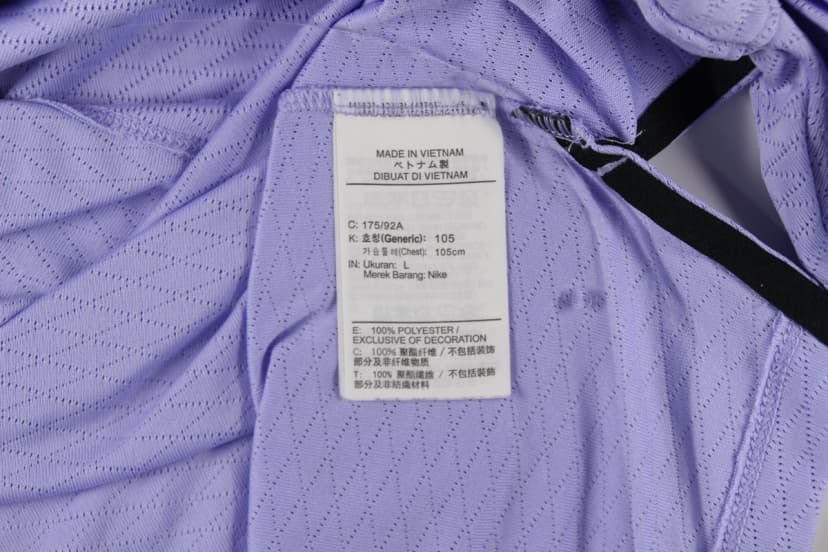 MADE IN VIETNAM
ベトナム製
DIBUAT DI VIETNAM
C: 175/92A
K: 호칭(Generic): 105
가슴둘레(Chest): 105cm
IN: Ukuran: L
Merek Barang: Nike
E: 100% POLYESTER /
EXCLUSIVE OF DECORATION
C: 100% 聚酯纤维 / 不包括装饰
部分及非纤维物质
T: 100% 聚酯纖維 / 不包括裝飾
部分及非紡織材料